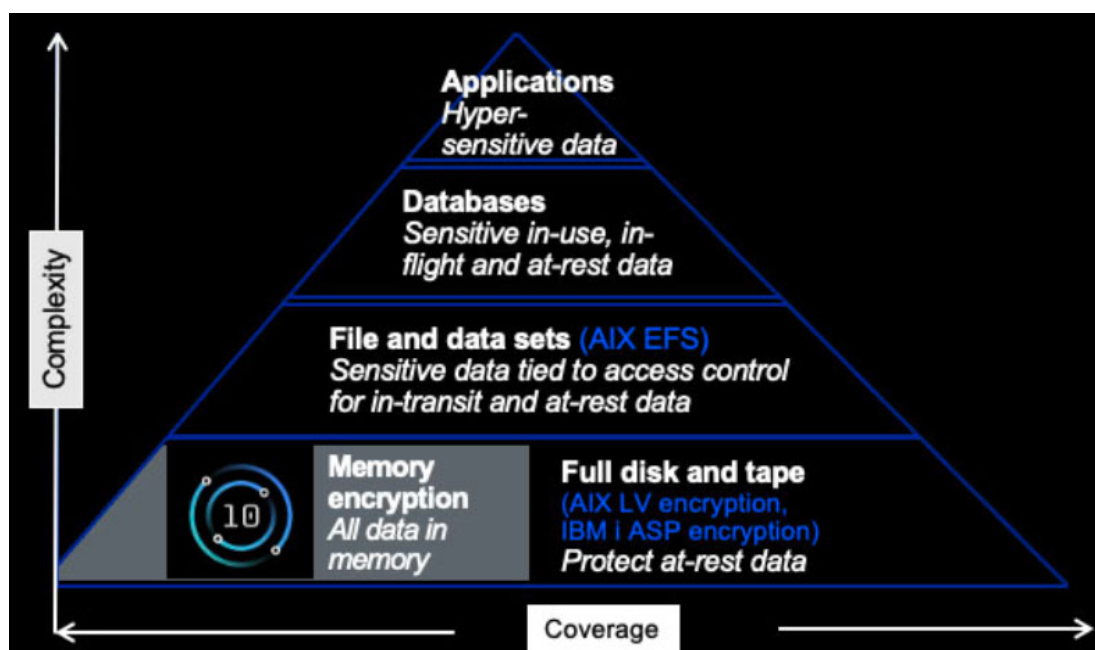 Applications
Hyper-
sensitive data
Databases
Sensitive in-use, in-
flight and at-rest data
File and data sets (AIX EFS)
Sensitive data tied to access control
for in-transit and at-rest data
Complexity
10
Memory
encryption
All data in
memory
Full disk and tape
(AIX LV encryption,
IBM i ASP encryption)
Protect at-rest data
Coverage